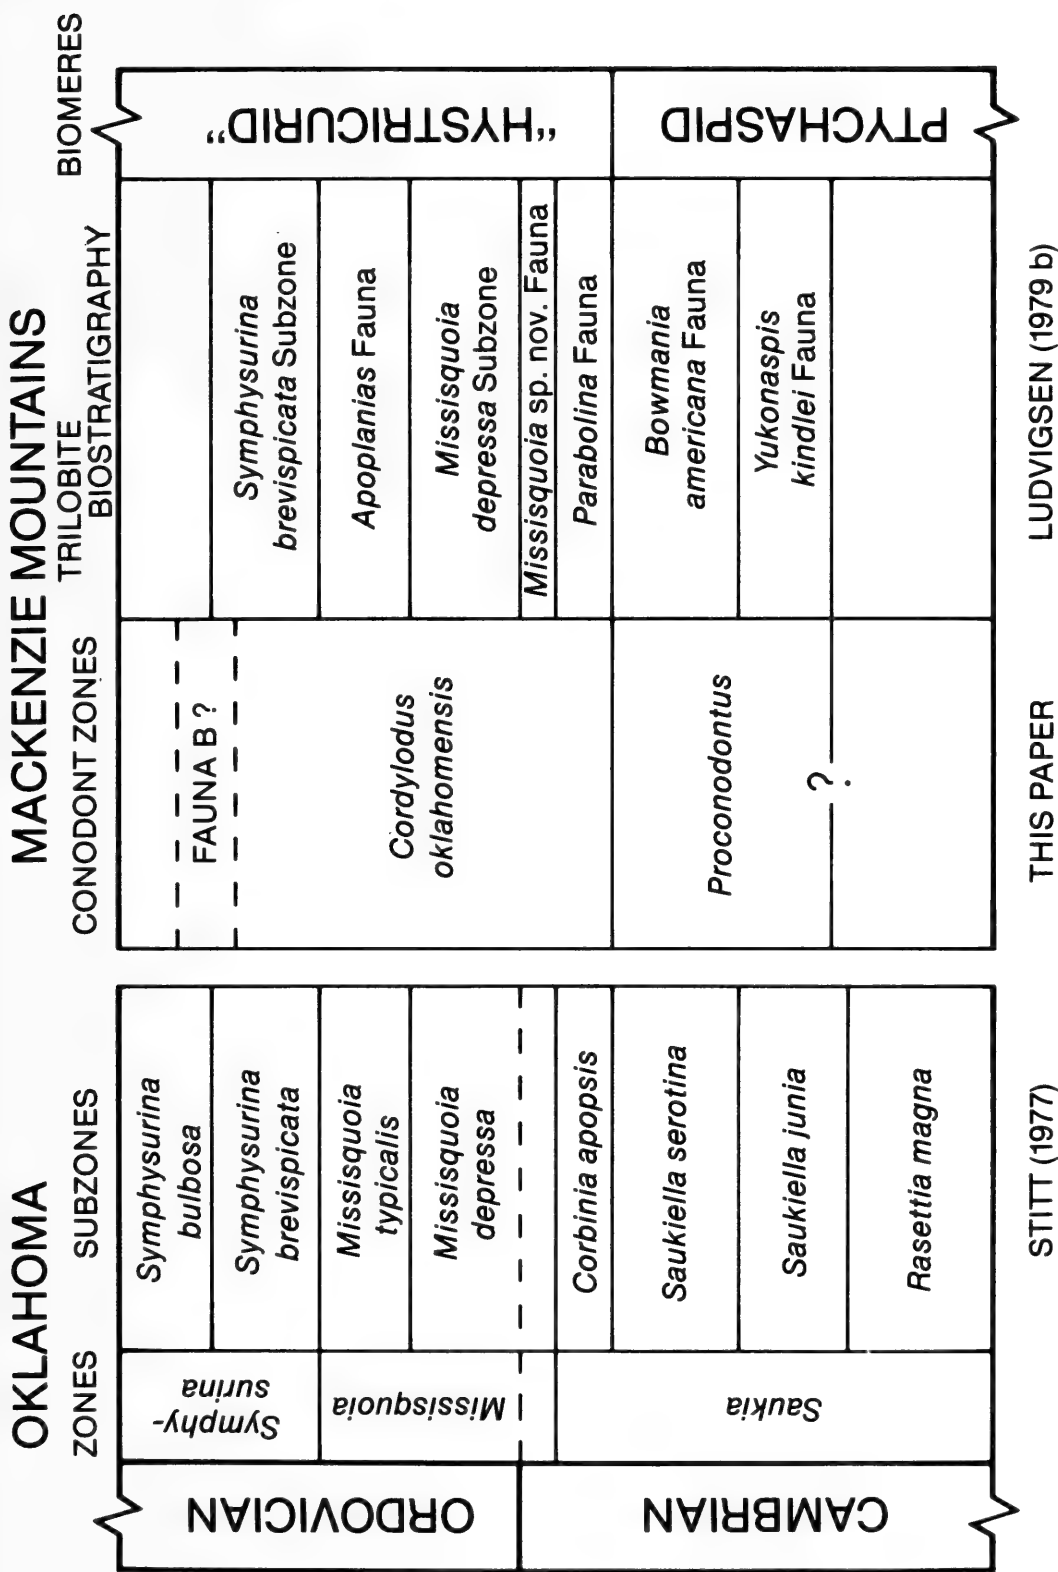 OKLAHOMA
ZONES
SUBZONES
ORDOVICIAN
CAMBRIAN
Symphy-
surina
Missisquoia
Saukia
Symphysurina
bulbosa
Symphysurina
brevispicata
Missisquoia
typicalis
Missisquoia
depressa
Corbinia apopsis
Saukiella serotina
Saukiella junia
Rasettia magna
STITT (1977)
MACKENZIE MOUNTAINS
CONODONT ZONES
TRILOBITE
BIOSTRATIGRAPHY
BIOMERES
FAUNA B ?
Cordylodus
oklahomensis
Proconodontus
?
THIS PAPER
Symphysurina
brevispicata Subzone
Apoplanias Fauna
Missisquoia
depressa Subzone
Missisquoia sp. nov. Fauna
Parabolina Fauna
Bowmania
americana Fauna
Yukonaspis
kindlei Fauna
LUDVIGSEN (1979 b)
"HYSTRICURID"
PTYCHASPID